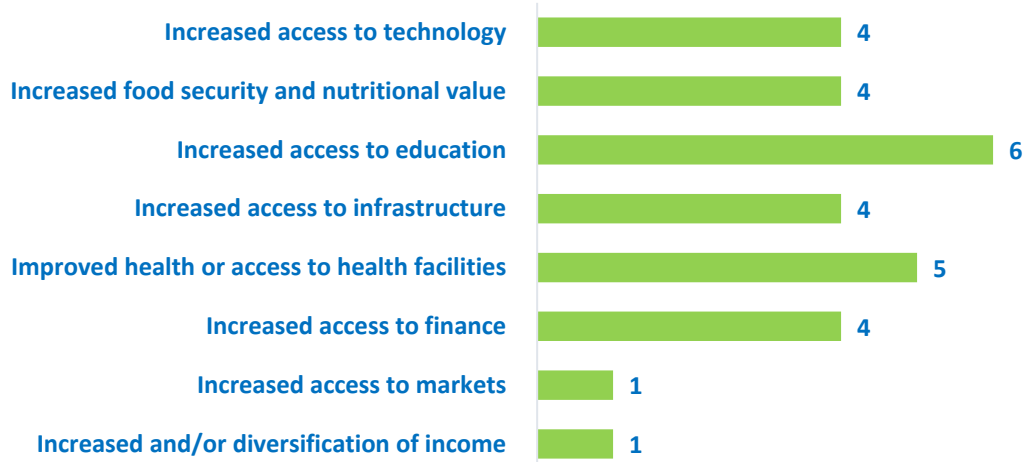 Increased access to technology 4
Increased food security and nutritional value 4
Increased access to education 6
Increased access to infrastructure 4
Improved health or access to health facilities 5
Increased access to finance 4
Increased access to markets 1
Increased and/or diversification of income 1